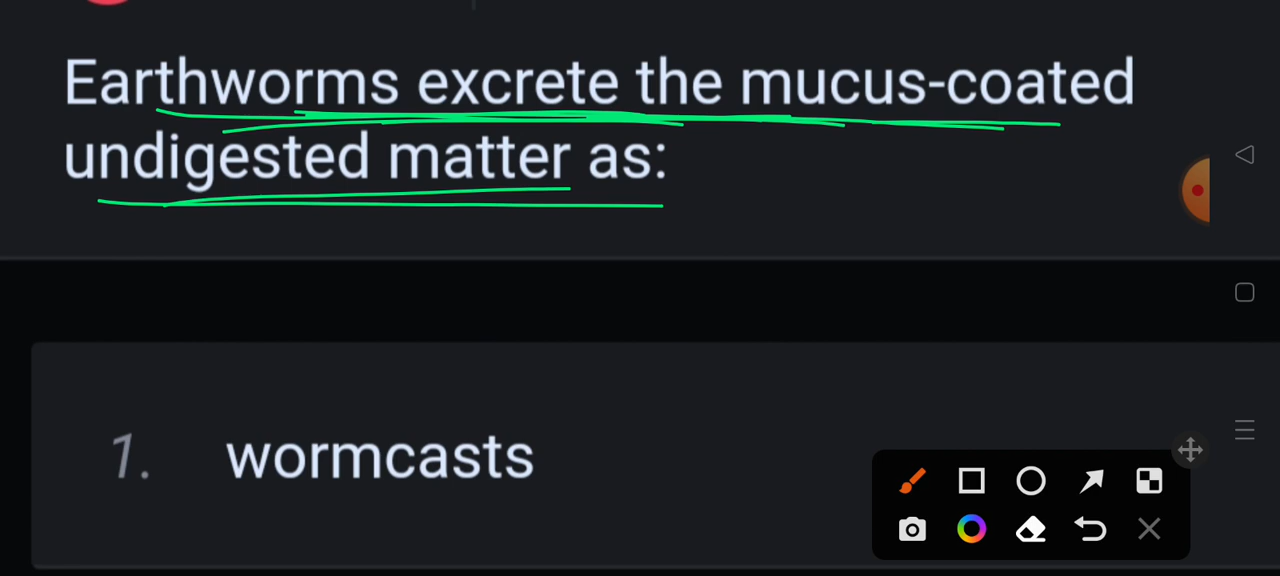 Earthworms excrete the mucus-coated
undigested matter as:
1. wormcasts